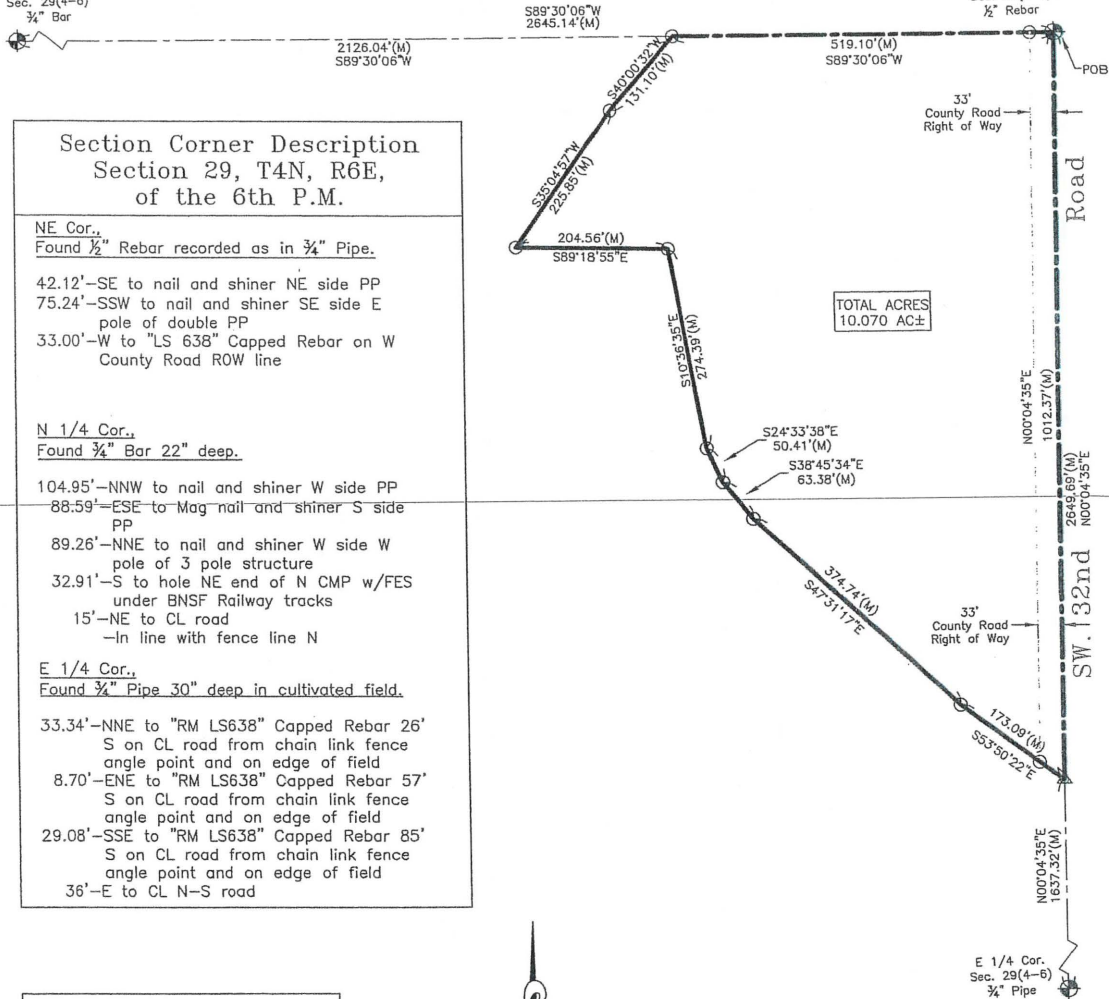 Sec. 29(4-6)
¾" Bar
S89°30'06"W
2645.14'(M)
½" Rebar
2126.04'(M)
S89°30'06"W
519.10'(M)
S89°30'06"W
POB
S40°00'32"W
131.10'(M)
33'
County Road
Right of Way
S35°04'57"W
225.85'(M)
204.56'(M)
S89°18'55"E
Road
TOTAL ACRES
10.070 AC±
S10°36'35"E
274.39'(M)
N00°04'35"E
1012.37'(M)
S24°33'38"E
50.41'(M)
S38°45'34"E
63.38'(M)
2649.69'(M)
N00°04'35"E
374.74'(M)
S47°31'17"E
33'
County Road
Right of Way
SW. 132nd
173.09'(M)
S53°50'22"E
N00°04'35"E
1637.32'(M)
E 1/4 Cor.
Sec. 29(4-6)
¾" Pipe
Section Corner Description
Section 29, T4N, R6E,
of the 6th P.M.
NE Cor.,
Found ½" Rebar recorded as in ¾" Pipe.
42.12'-SE to nail and shiner NE side PP
75.24'-SSW to nail and shiner SE side E
pole of double PP
33.00'-W to "LS 638" Capped Rebar on W
County Road ROW line
N 1/4 Cor.,
Found ¾" Bar 22" deep.
104.95'-NNW to nail and shiner W side PP
88.59'-ESE to Mag nail and shiner S side
PP
89.26'-NNE to nail and shiner W side W
pole of 3 pole structure
32.91'-S to hole NE end of N CMP w/FES
under BNSF Railway tracks
15'-NE to CL road
-In line with fence line N
E 1/4 Cor.,
Found ¾" Pipe 30" deep in cultivated field.
33.34'-NNE to "RM LS638" Capped Rebar 26'
S on CL road from chain link fence
angle point and on edge of field
8.70'-ENE to "RM LS638" Capped Rebar 57'
S on CL road from chain link fence
angle point and on edge of field
29.08'-SSE to "RM LS638" Capped Rebar 85'
S on CL road from chain link fence
angle point and on edge of field
36'-E to CL N-S road